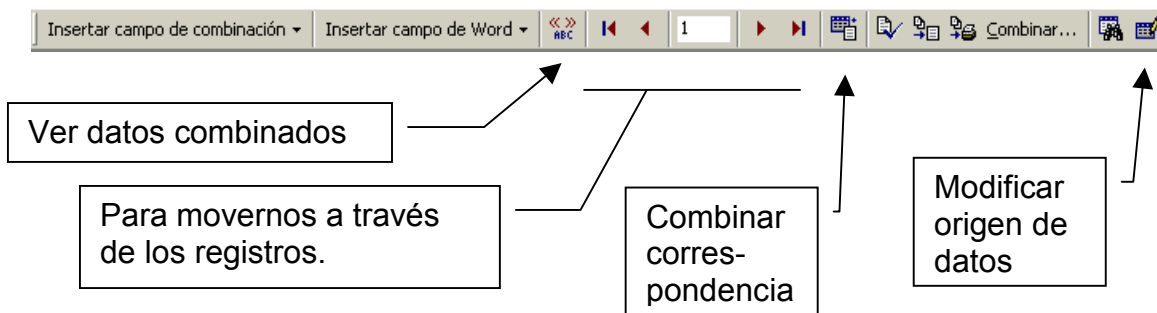 Insertar campo de combinación Insertar campo de Word « » ABC 1 Combinar...
Ver datos combinados
Para movernos a través
de los registros.
Combinar
corres-
pondencia
Modificar
origen de
datos